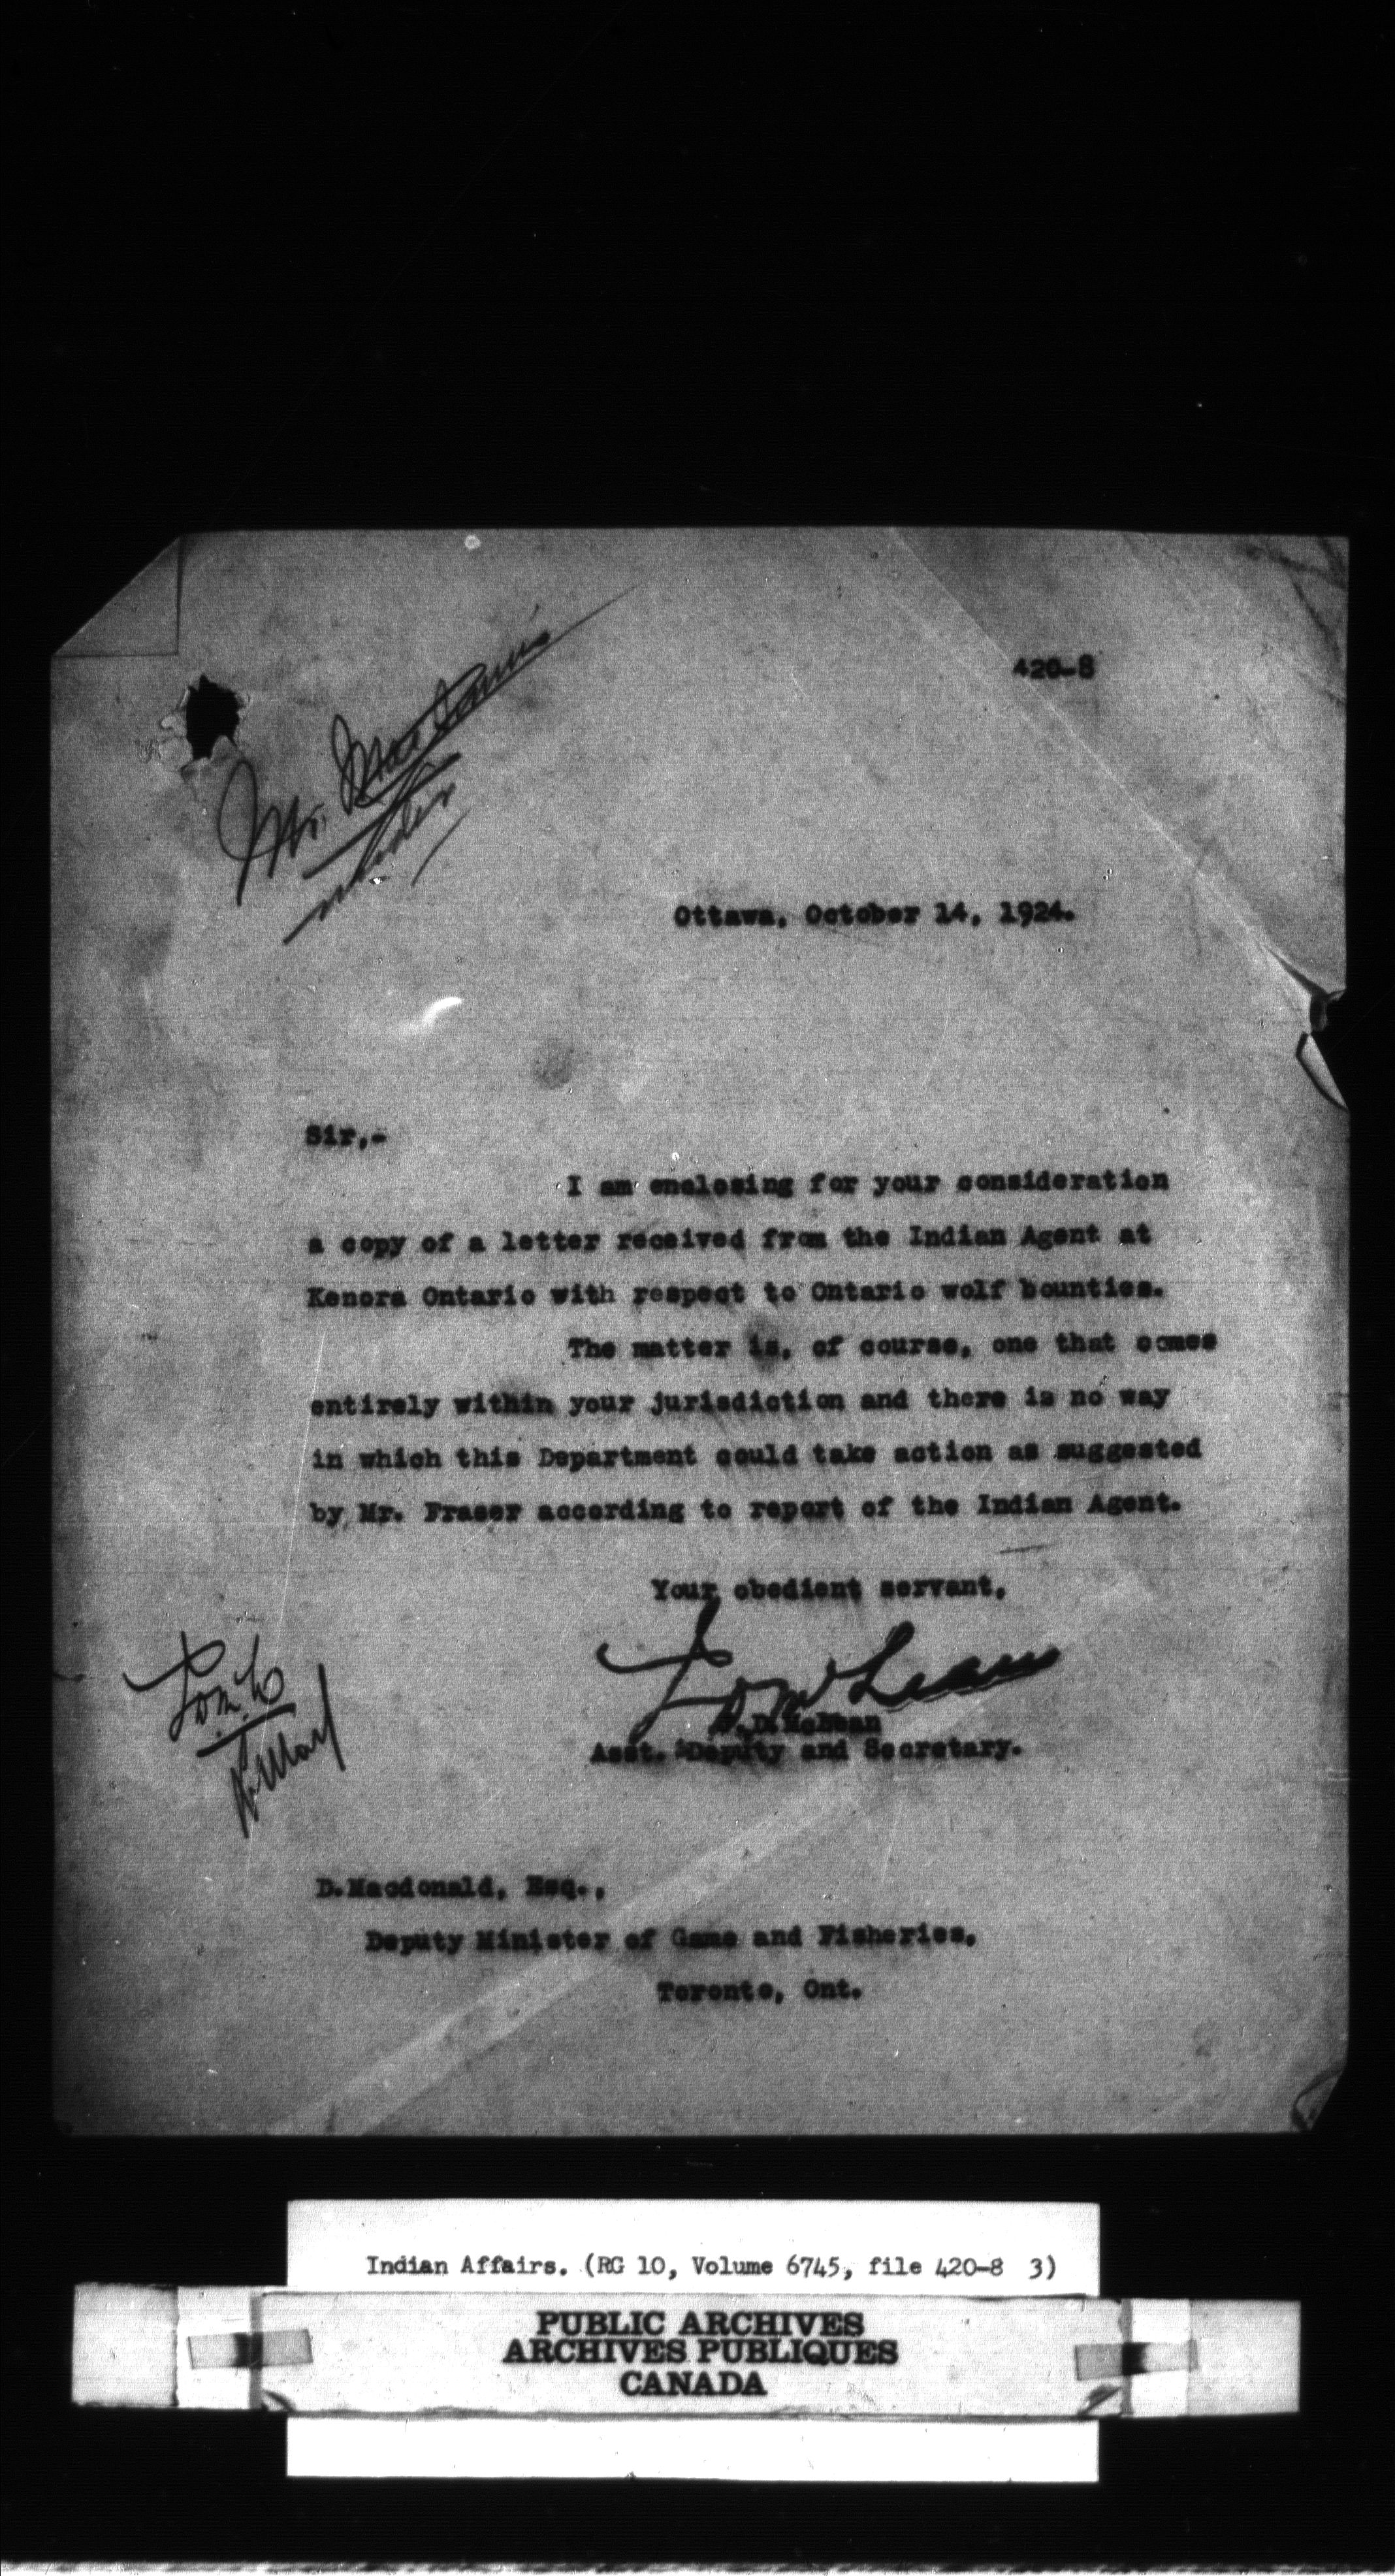 420-8
Mr.
Ottawa, October 14, 1924.
Sir,-
I am enclosing for your consideration
a copy of a letter received from the Indian Agent at
Kenora Ontario with respect to Ontario wolf bounties.
The matter is, of course, one that comes
entirely within your jurisdiction and there is no way
in which this Department could take action as suggested
by Mr. Fraser according to report of the Indian Agent.
Your obedient servant,
J.D. McLean
J.D.McLean
Asst. Deputy and Secretary.
D.Macdonald, Esq.,
Deputy Minister of Game and Fisheries,
Toronto, Ont.
Indian Affairs. (RG 10, Volume 6745, file 420-8 3)
PUBLIC ARCHIVES
ARCHIVES PUBLIQUES
CANADA